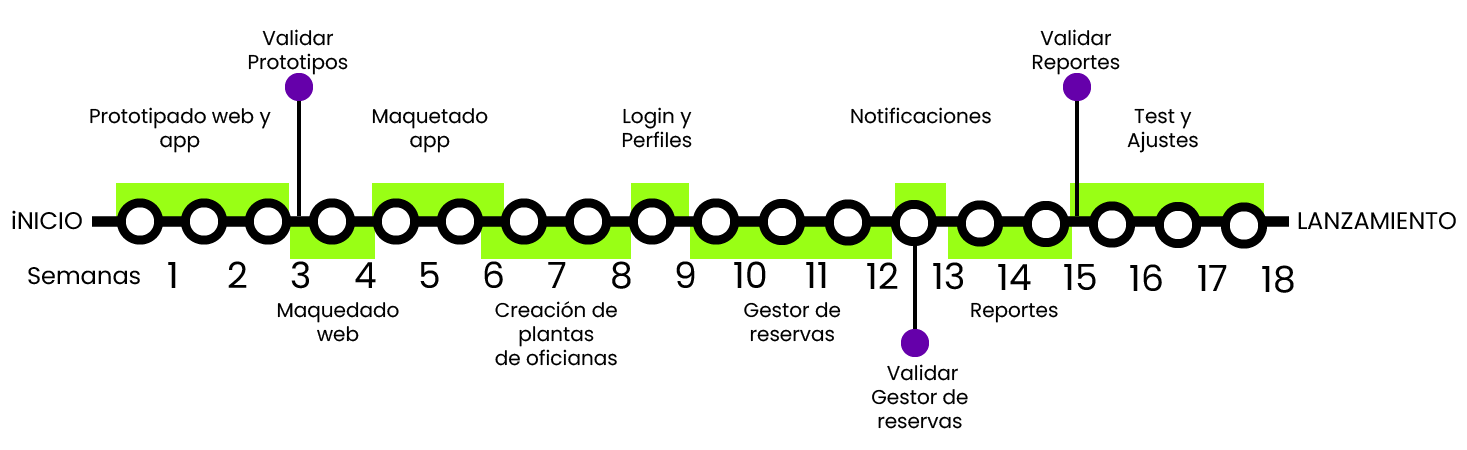 Validar
Prototipos
Validar
Reportes
Prototipado web y
app
Maquetado
app
Login y
Perfiles
Notificaciones
Test y
Ajustes
iNICIO
LANZAMIENTO
Semanas 1 2 3 4 5 6 7 8 9 10 11 12 13 14 15 16 17 18
Maquedado
web
Creación de
plantas
de oficianas
Gestor de
reservas
Reportes
Validar
Gestor de
reservas